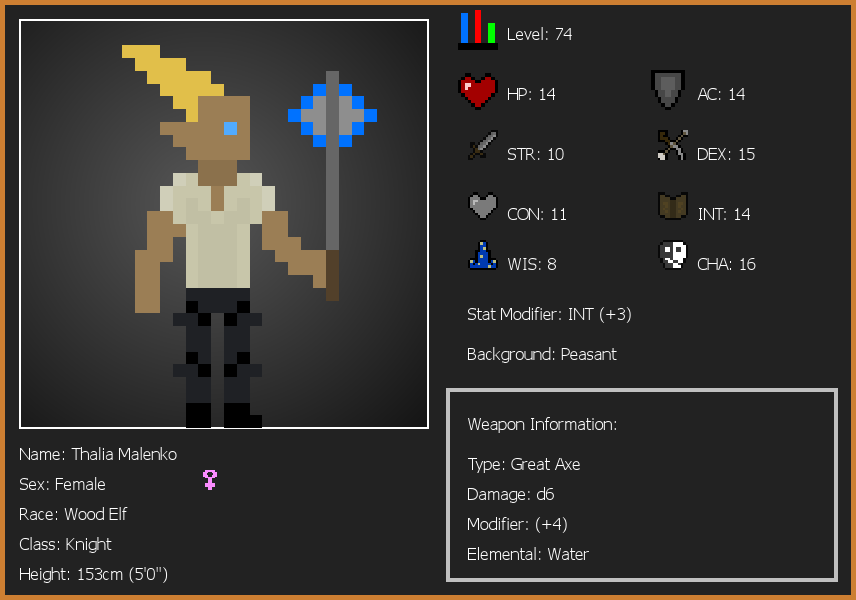 Level: 74
HP: 14
AC: 14
STR: 10
DEX: 15
CON: 11
INT: 14
WIS: 8
CHA: 16
Stat Modifier: INT (+3)
Background: Peasant
Weapon Information:
Type: Great Axe
Damage: d6
Modifier: (+4)
Elemental: Water
Name: Thalia Malenko
Sex: Female
Race: Wood Elf
Class: Knight
Height: 153cm (5'0")